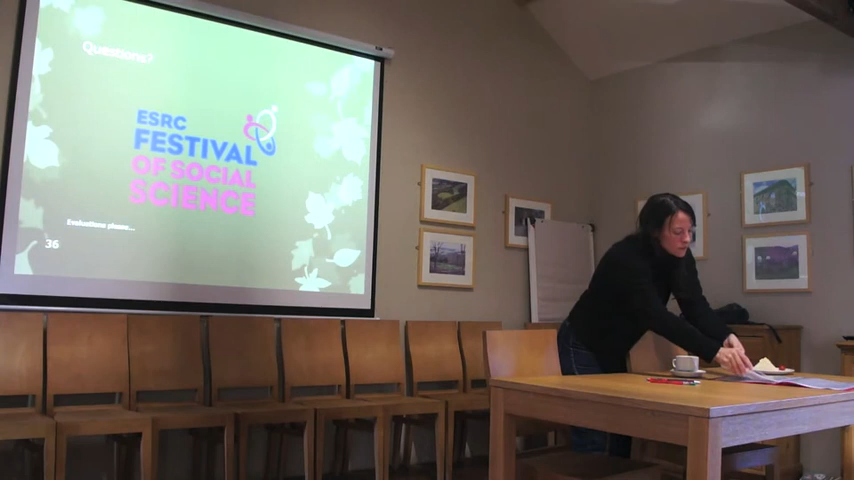 Questions?
ESRC
FESTIVAL
OF SOCIAL
SCIENCE
Evaluations please...
36